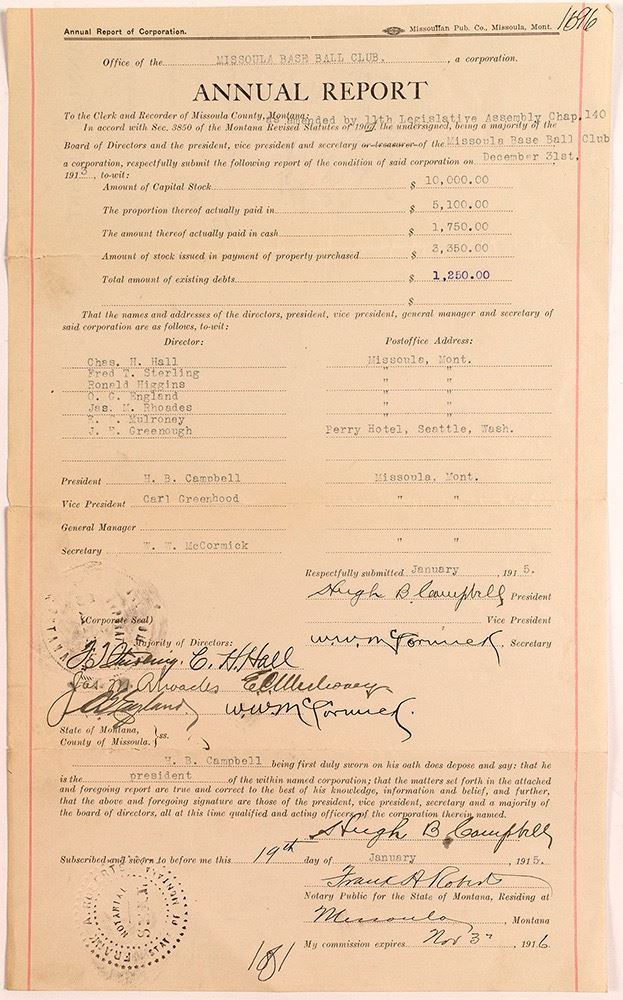 1696
Annual Report of Corporation.
Missoulian Pub. Co., Missoula, Mont.
Office of the MISSOULA BASE BALL CLUB. , a corporation.
ANNUAL REPORT
To the Clerk and Recorder of Missoula County, Montana:
as amended by 11th Legislative Assembly Chap. 140
In accord with Sec. 3850 of the Montana Revised Statutes of 1907, the undersigned, being a majority of the
Board of Directors and the president, vice president and secretary or treasurer of the Missoula Base Ball Club
a corporation, respectfully submit the following report of the condition of said corporation on December 31st,
191 , to-wit:
Amount of Capital Stock $ 10,000.00
The proportion thereof actually paid in $ 5,100.00
The amount thereof actually paid in cash $ 1,750.00
Amount of stock issued in payment of property purchased $ 3,350.00
Total amount of existing debts $ 1,250.00
$
That the names and addresses of the directors, president, vice president, general manager and secretary of
said corporation are as follows, to-wit:
Director: Postoffice Address:
Chas. H. Hall Missoula, Mont.
Fred T. Sterling " "
Ronald Higgins " "
O. G. England " "
Jas. M. Rhoades " "
Mulroney " "
J. E. Greenough Perry Hotel, Seattle, Wash.
President H. B. Campbell Missoula, Mont.
Vice President Carl Greenhood " "
General Manager
Secretary W. W. McCormick " "
Respectfully submitted January , 1915.
Hugh B. Campbell President
Vice President
W.W. McCormick. Secretary
(Corporate Seal)
Majority of Directors:
F T Sterling. C. H. Hall
Jas M Rhoades E C Mulroney
England W.W. McCormick.
State of Montana, } ss.
County of Missoula.
H. B. Campbell being first duly sworn on his oath does depose and say: that he
is the president of the within named corporation; that the matters set forth in the attached
and foregoing report are true and correct to the best of his knowledge, information and belief, and further,
that the above and foregoing signature are those of the president, vice president, secretary and a majority of
the board of directors, all at this time qualified and acting officers of the corporation therein named.
Hugh B. Campbell
Subscribed and sworn to before me this 19th day of January , 1915.
Frank H Roberts
Notary Public for the State of Montana, Residing at
Missoula Montana
My commission expires Nov 3d 1916
NOTARIAL
SEAL
STATE OF
181